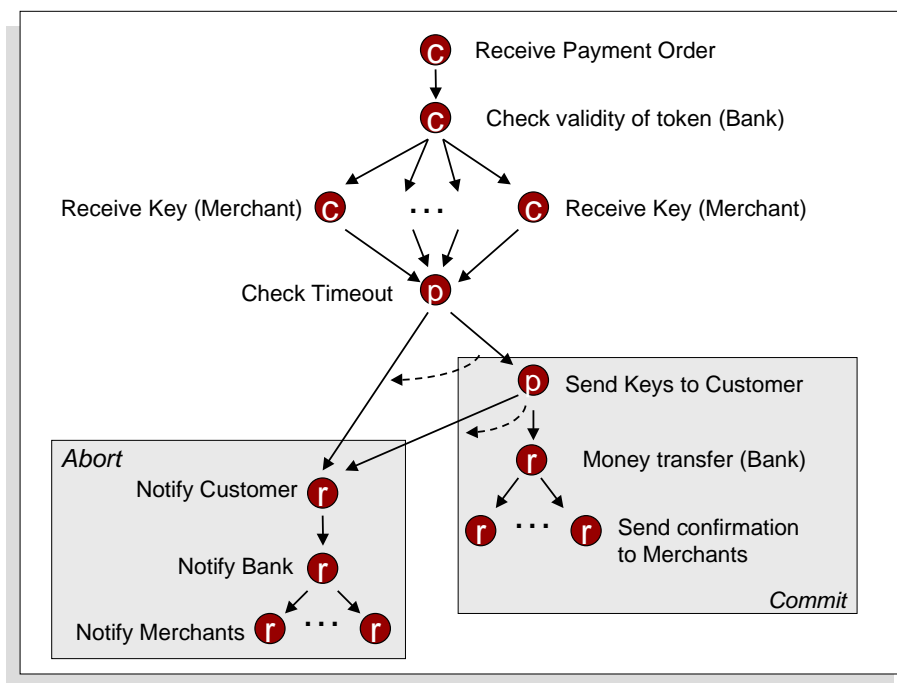 c Receive Payment Order
c Check validity of token (Bank)
Receive Key (Merchant) c ... c Receive Key (Merchant)
Check Timeout p
p Send Keys to Customer
Abort
r Money transfer (Bank)
Notify Customer r
r ... r Send confirmation
to Merchants
Notify Bank r
Commit
Notify Merchants r ... r